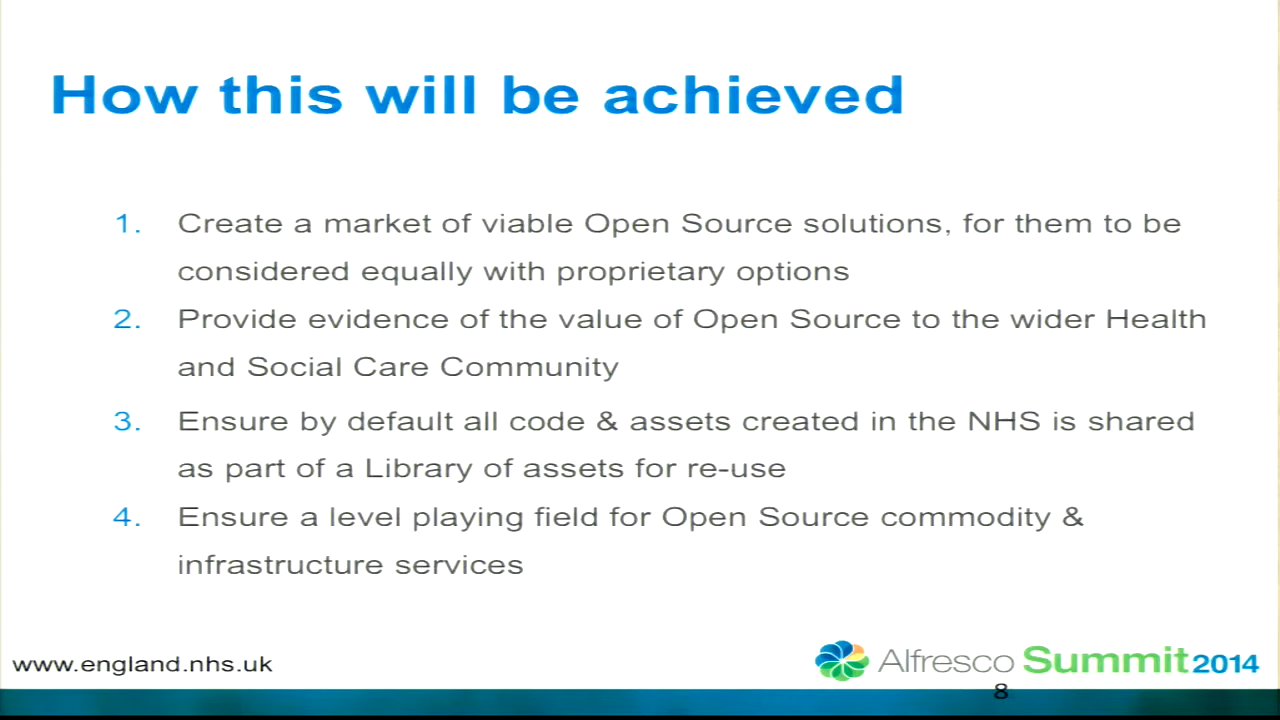 How this will be achieved
1. Create a market of viable Open Source solutions, for them to be
considered equally with proprietary options
2. Provide evidence of the value of Open Source to the wider Health
and Social Care Community
3. Ensure by default all code & assets created in the NHS is shared
as part of a Library of assets for re-use
4. Ensure a level playing field for Open Source commodity &
infrastructure services
www.england.nhs.uk
Alfresco Summit 2014
8